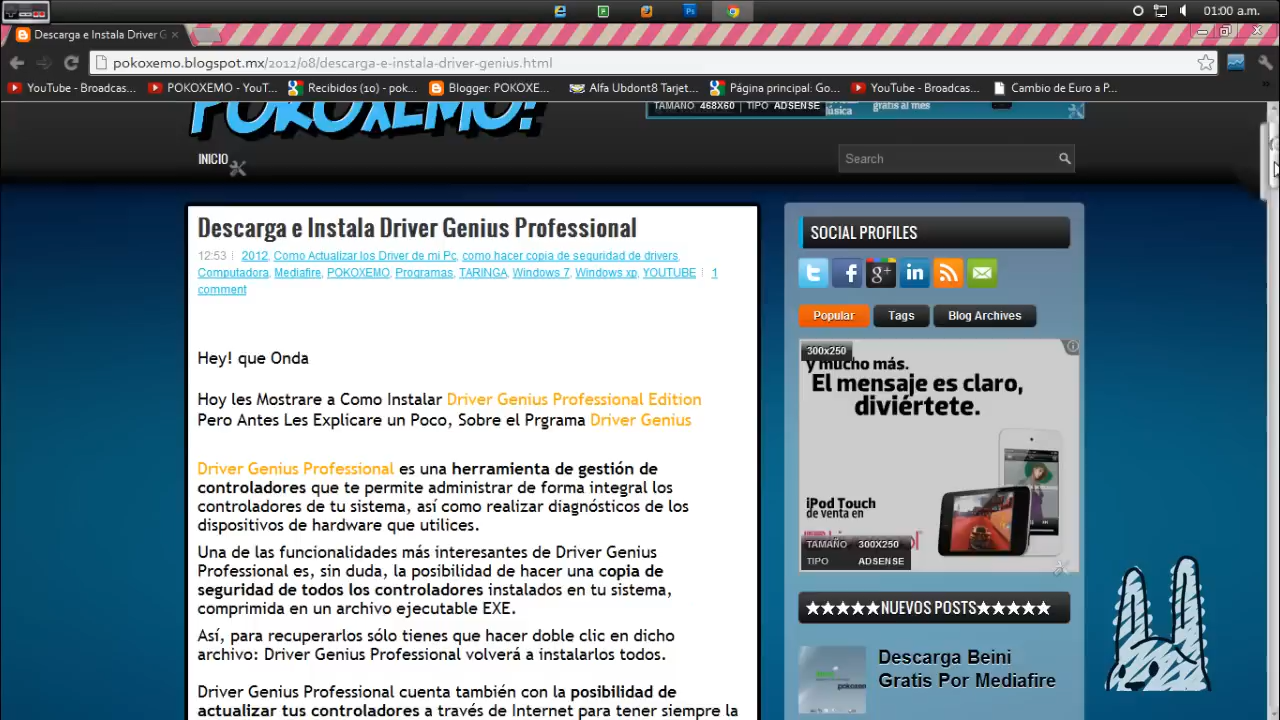 01:00 a.m.
Descarga e Instala Driver G
pokoxemo.blogspot.mx/2012/08/descarga-e-instala-driver-genius.html
YouTube - Broadcas...
POKOXEMO - YouT...
Recibidos (10) - pok...
Blogger: POKOXE...
Alfa Ubdont8 Tarjet...
Página principal: Go...
YouTube - Broadcas...
Cambio de Euro a P...
POKOXEMO!
TAMAÑO 468X60 | TIPO ADSENSE
lúsica
gratis al mes
INICIO
Search
Descarga e Instala Driver Genius Professional
12:53 2012, Como Actualizar los Driver de mi Pc, como hacer copia de seguridad de drivers,
Computadora, Mediafire, POKOXEMO, Programas, TARINGA, Windows 7, Windows xp, YOUTUBE 1
comment
Hey! que Onda
Hoy les Mostrare a Como Instalar Driver Genius Professional Edition
Pero Antes Les Explicare un Poco, Sobre el Prgrama Driver Genius
Driver Genius Professional es una herramienta de gestión de
controladores que te permite administrar de forma integral los
controladores de tu sistema, así como realizar diagnósticos de los
dispositivos de hardware que utilices.
Una de las funcionalidades más interesantes de Driver Genius
Professional es, sin duda, la posibilidad de hacer una copia de
seguridad de todos los controladores instalados en tu sistema,
comprimida en un archivo ejecutable EXE.
Así, para recuperarlos sólo tienes que hacer doble clic en dicho
archivo: Driver Genius Professional volverá a instalarlos todos.
Driver Genius Professional cuenta también con la posibilidad de
actualizar tus controladores a través de Internet para tener siempre la
SOCIAL PROFILES
Popular
Tags
Blog Archives
300x250
y mucho más.
El mensaje es claro,
diviértete.
iPod Touch
de venta en
TAMAÑO 300X250
TIPO ADSENSE
★★★★★NUEVOS POSTS★★★★★
Descarga Beini
Gratis Por Mediafire